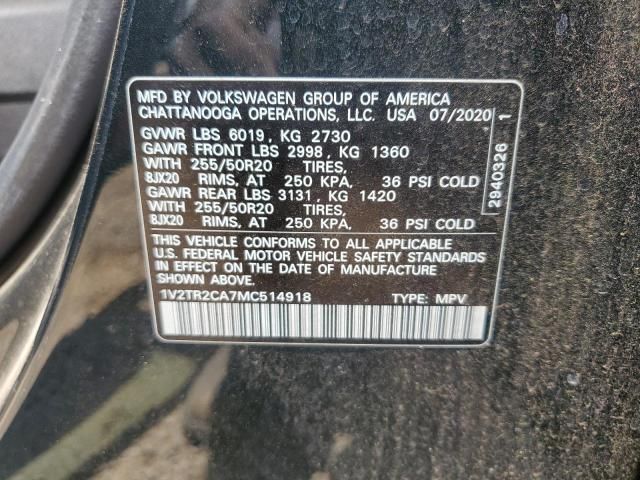 MFD BY VOLKSWAGEN GROUP OF AMERICA
CHATTANOOGA OPERATIONS, LLC. USA 07/2020
GVWR LBS 6019, KG 2730
GAWR FRONT LBS 2998, KG 1360
WITH 255/50R20 TIRES,
8JX20 RIMS, AT 250 KPA, 36 PSI COLD
GAWR REAR LBS 3131, KG 1420
WITH 255/50R20 TIRES,
8JX20 RIMS, AT 250 KPA, 36 PSI COLD
THIS VEHICLE CONFORMS TO ALL APPLICABLE
U.S. FEDERAL MOTOR VEHICLE SAFETY STANDARDS
IN EFFECT ON THE DATE OF MANUFACTURE
SHOWN ABOVE.
1V2TR2CA7MC514918 TYPE: MPV
2940326 1